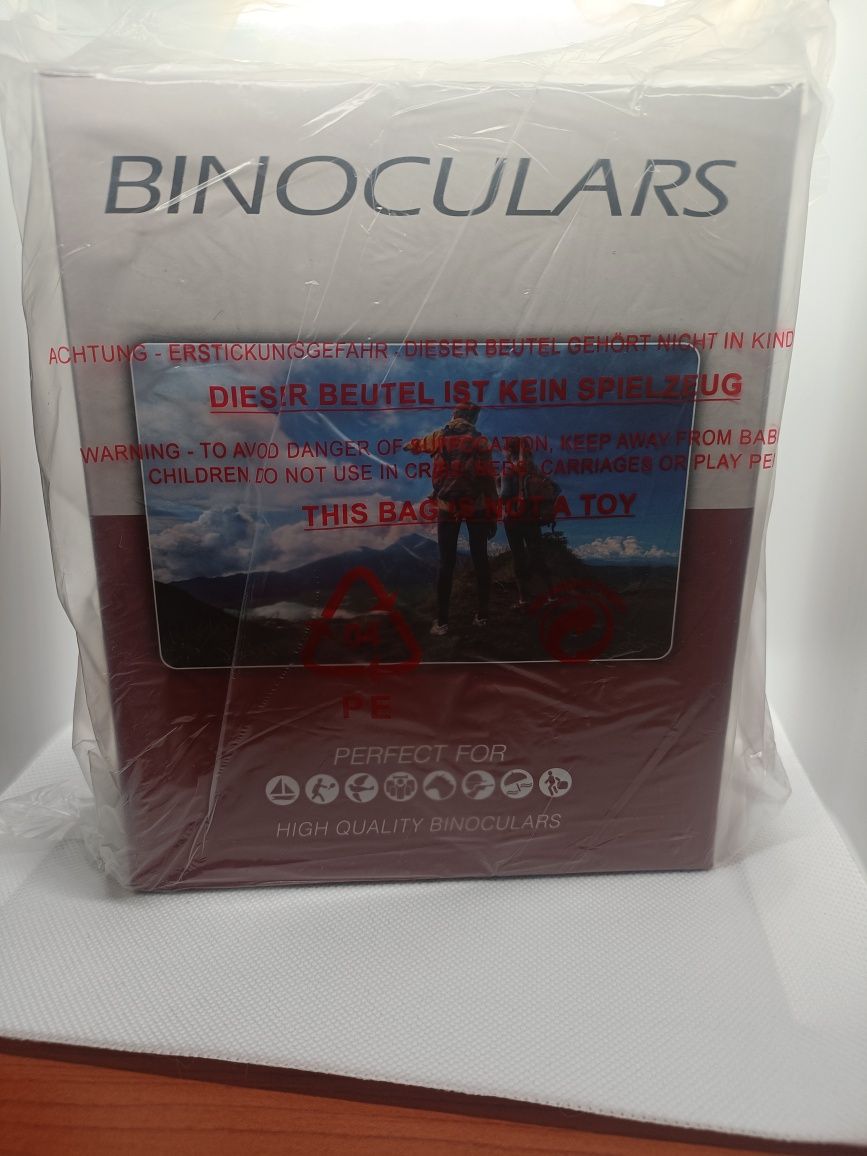 BINOCULARS
ACHTUNG - ERSTICKUNGSGEFAHR - DIESER BEUTEL GEHÖRT NICHT IN KIND
DIESER BEUTEL IST KEIN SPIELZEUG
WARNING - TO AVOD DANGER OF SUFFOCATION, KEEP AWAY FROM BAB
CHILDREN. DO NOT USE IN CRIBS, BEDS, CARRIAGES OR PLAY PE
THIS BAG IS NOT A TOY
04
PE
PERFECT FOR
HIGH QUALITY BINOCULARS